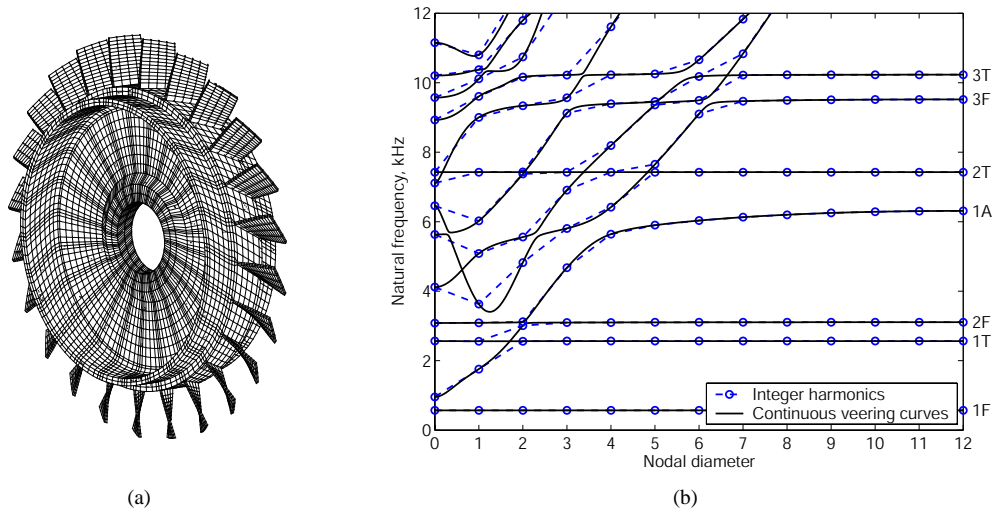 12
10
8
6
4
2
0
Natural frequency, kHz
3T
3F
2T
1A
2F
1T
1F
Integer harmonics
Continuous veering curves
0 1 2 3 4 5 6 7 8 9 10 11 12
Nodal diameter
(a) (b)